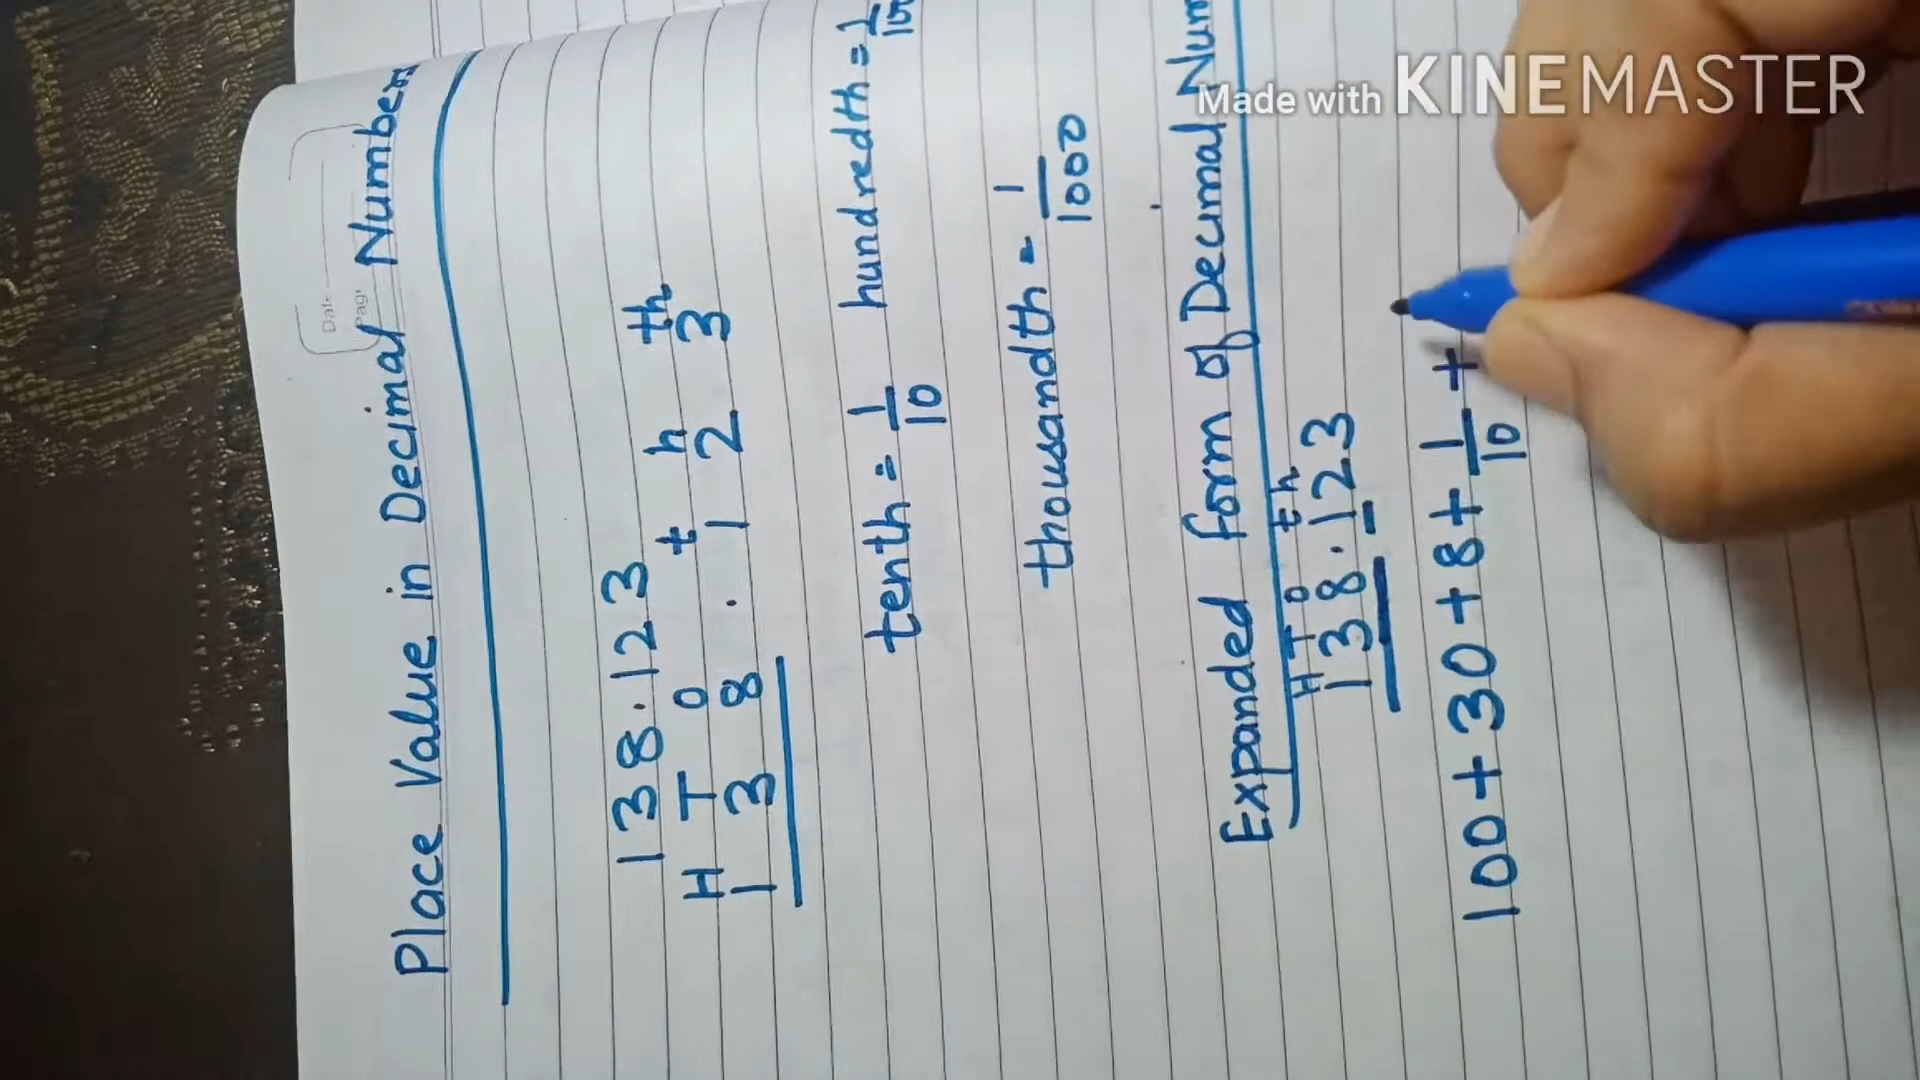 Made with KINEMASTER
Date
Pag
Place Value in Decimal Numbers
138.123
H T O t h th
1 3 8 . 1 2 3
tenth = 1/10 hundredth = 1/100
thousandth = 1/1000
Expanded form of Decimal Num
H T O t h
138.123
100 + 30 + 8 + 1/10 +